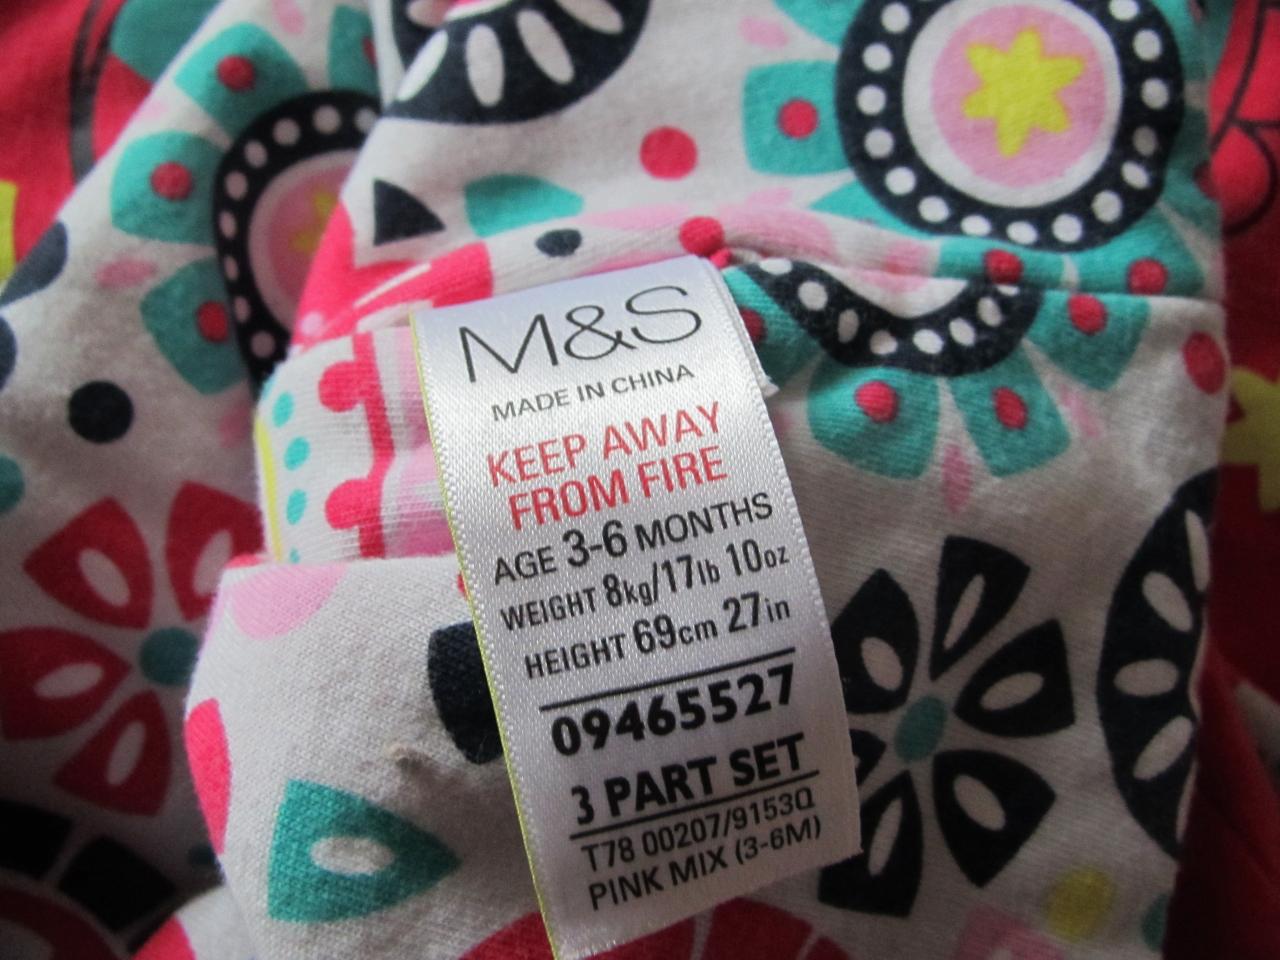 M&S
MADE IN CHINA
KEEP AWAY
FROM FIRE
AGE 3-6 MONTHS
WEIGHT 8kg/17lb 10oz
HEIGHT 69cm 27in
09465527
3 PART SET
T78 00207/9153Q
PINK MIX (3-6M)